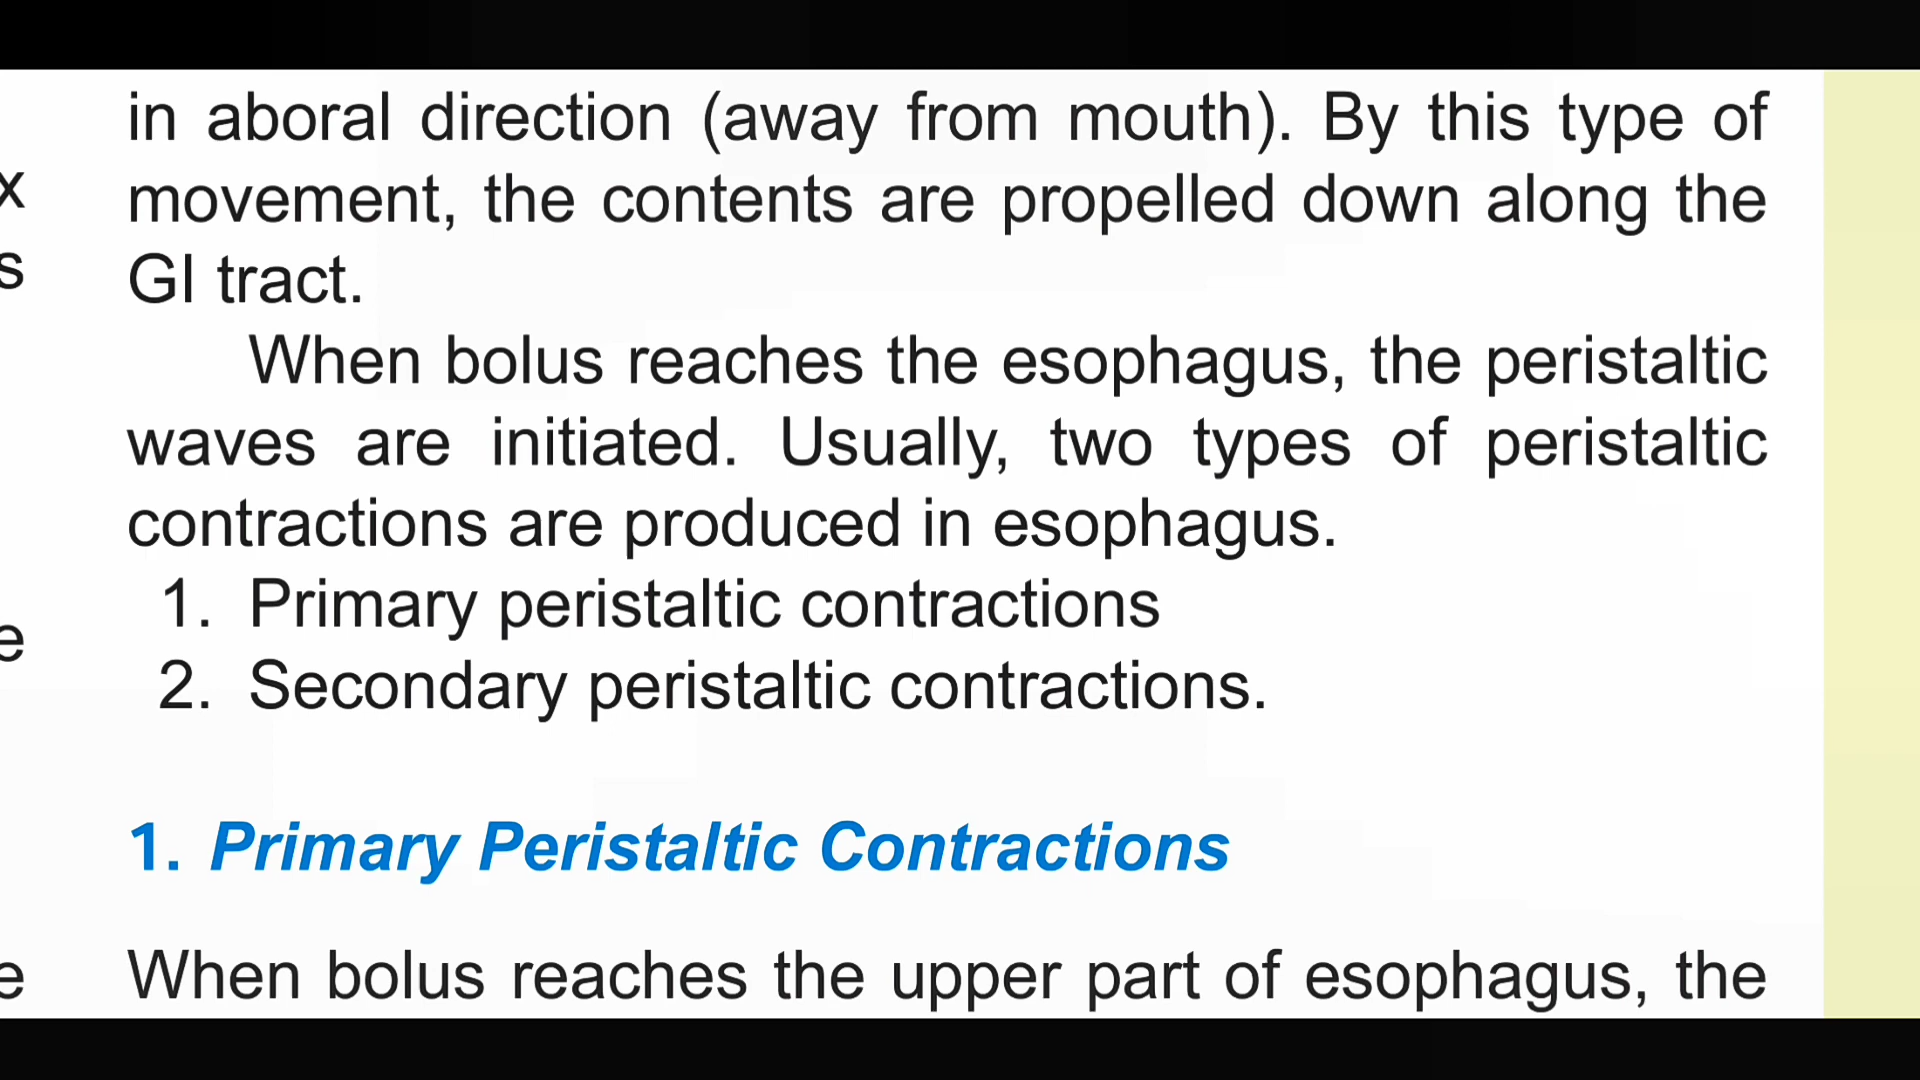 in aboral direction (away from mouth). By this type of
movement, the contents are propelled down along the
GI tract.
When bolus reaches the esophagus, the peristaltic
waves are initiated. Usually, two types of peristaltic
contractions are produced in esophagus.
1. Primary peristaltic contractions
2. Secondary peristaltic contractions.
1. Primary Peristaltic Contractions
When bolus reaches the upper part of esophagus, the